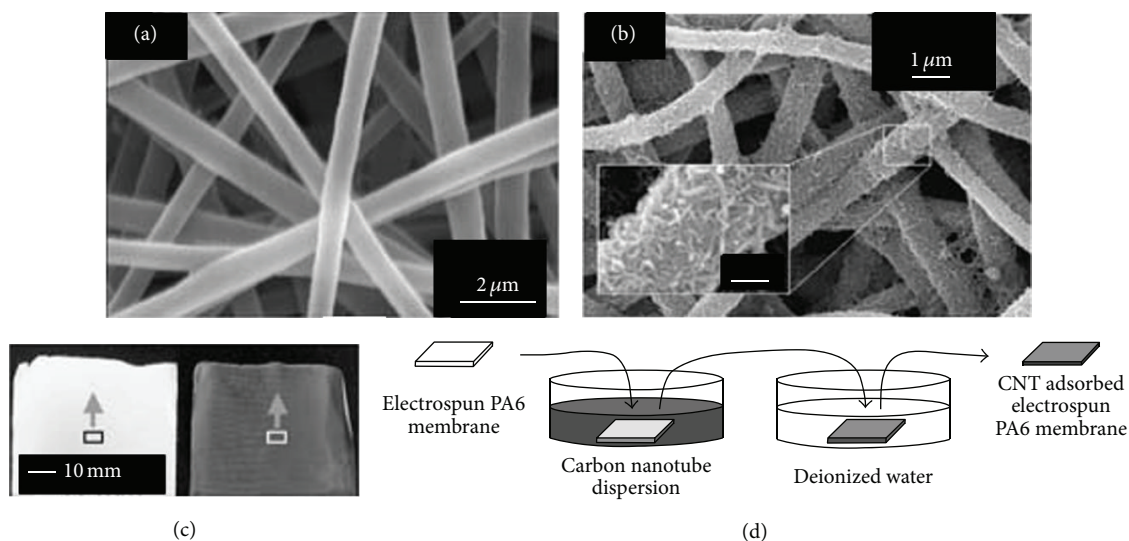 (a)
2 μm
(b)
1 μm
10 mm
(c)
Electrospun PA6
membrane
Carbon nanotube
dispersion
Deionized water
CNT adsorbed
electrospun
PA6 membrane
(d)